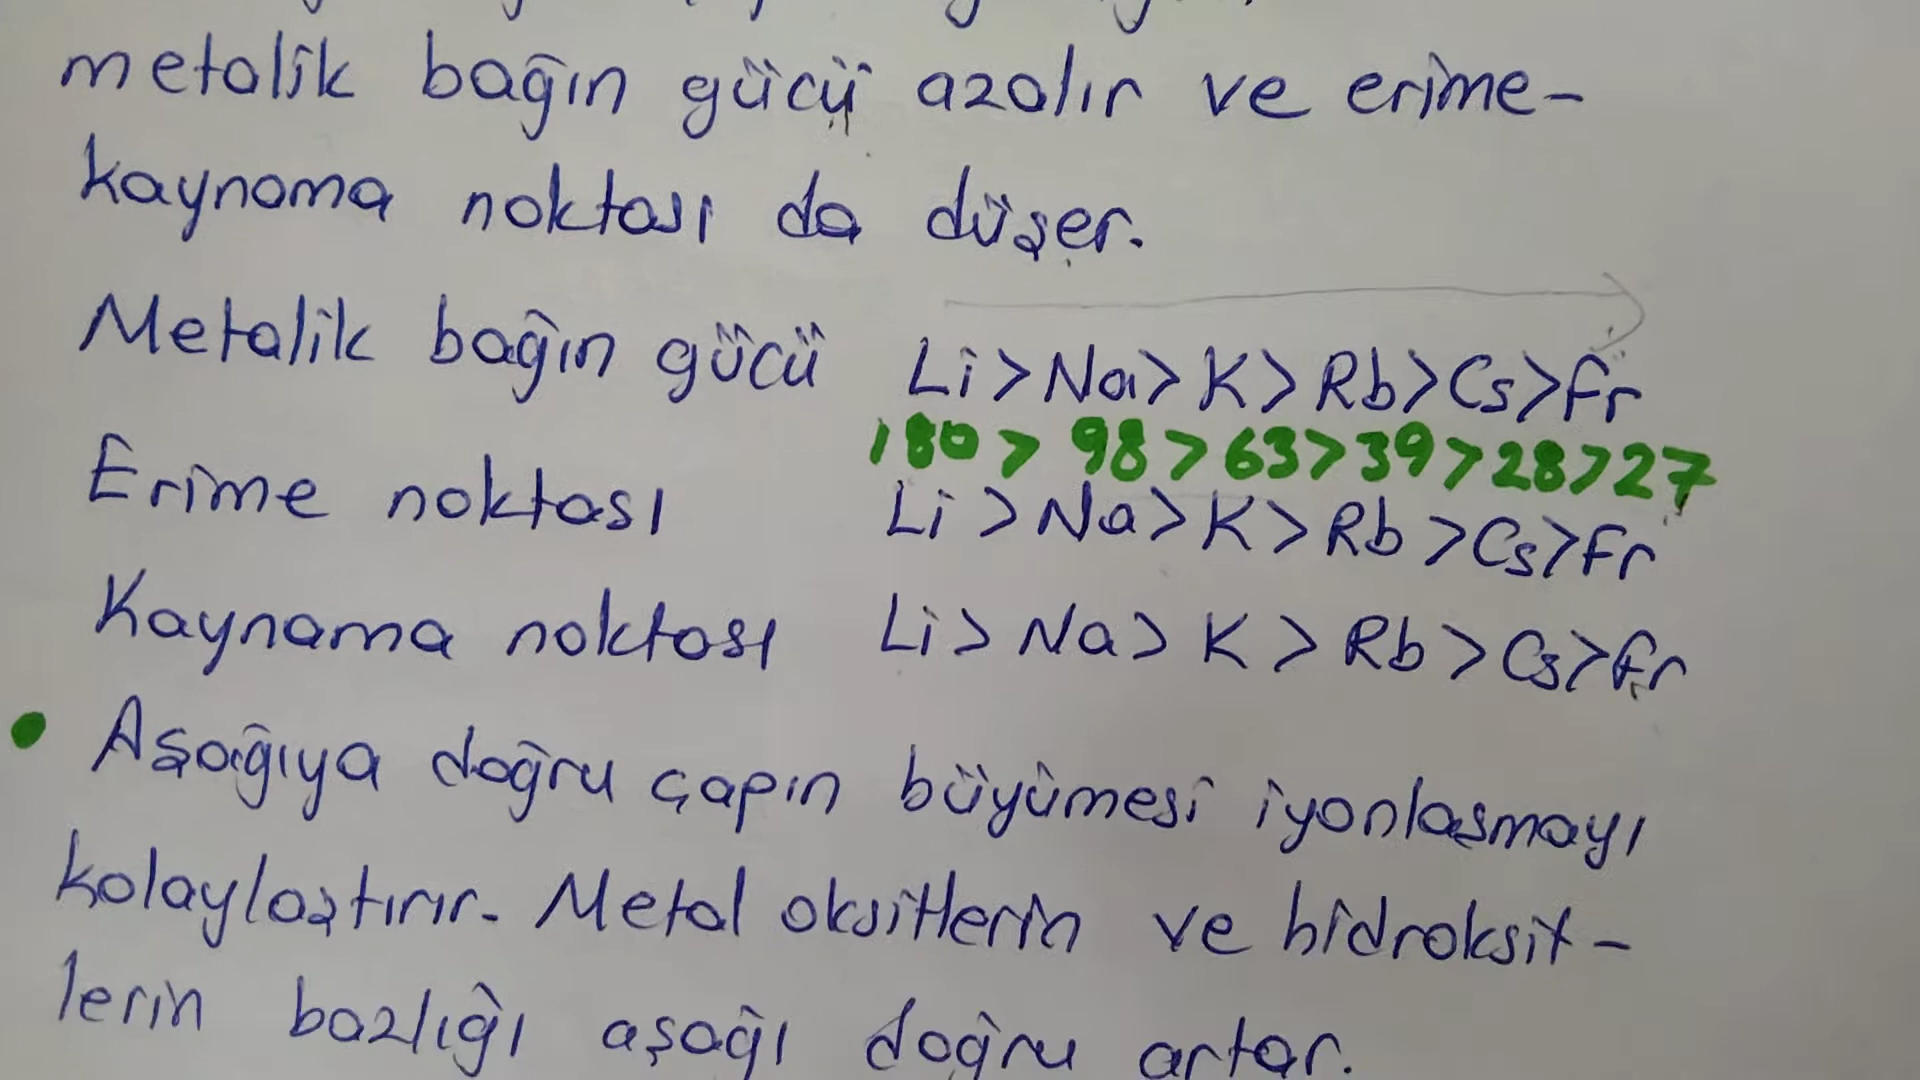 metalik bağın gücü azalır ve erime-
kaynama noktası da düşer.
Metalik bağın gücü Li>Na>K>Rb>Cs>Fr
180>98>63>39>28>27
Erime noktası Li>Na>K>Rb>Cs>Fr
Kaynama noktası Li>Na>K>Rb>Cs>Fr
• Aşağıya doğru çapın büyümesi iyonlaşmayı
kolaylaştırır. Metal oksitlerin ve hidroksit-
lerin bazlığı aşağı doğru artar.